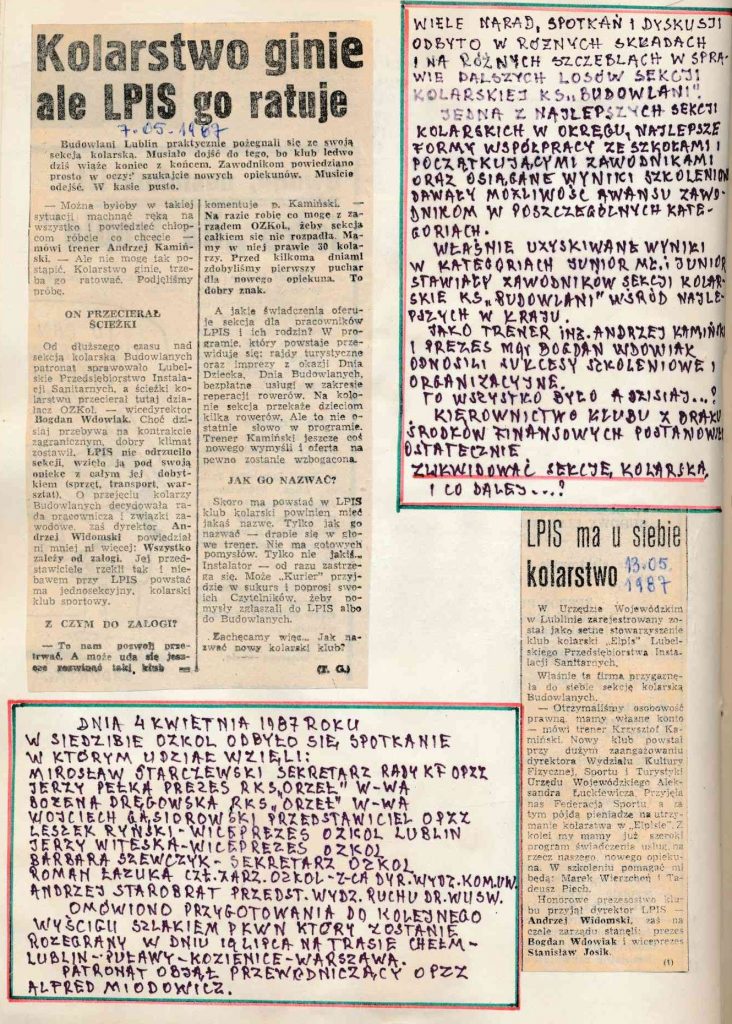 Kolarstwo ginie
ale LPIS go ratuje
7.05.1987
Budowlani Lublin praktycznie pożegnali się ze swoją
sekcją kolarską. Musiało dojść do tego, bo klub ledwo
dziś wiąże koniec z końcem. Zawodnikom powiedziano
prosto w oczy: szukajcie nowych opiekunów. Musicie
odejść. W kasie pusto.
— Można byłoby w takiej
sytuacji machnąć ręką na
wszystko i powiedzieć chłop-
com róbcie co chcecie —
mówi trener Andrzej Kamiń-
ski. — Ale nie mogę tak po-
stąpić. Kolarstwo ginie, trze-
ba go ratować. Podjęliśmy
próbę.
ON PRZECIERAŁ
ŚCIEŻKI
Od dłuższego czasu nad
sekcją kolarską Budowlanych
patronat sprawowało Lubel-
skie Przedsiębiorstwo Instala-
cji Sanitarnych, a ścieżki kol-
kurstwu przecierał tutaj dzia-
łacz OZKol. — wicedyrektor
Bogdan Wdowiak. Choć dzi-
siaj przebywa na kontrakcie
zagranicznym, dobry klimat
zostawił. LPIS nie odrzuciło
sekcji, wzięło ją pod swoją
opiekę z całym jej dobyt-
kiem (sprzęt, transport, war-
sztat). O przejęciu kolarzy
Budowlanych decydowała ra-
da pracownicza i związki za-
wodowe, zaś dyrektor An-
drzej Widomski powiedział
ni mniej ni więcej: Wszystko
zależy od załogi. Jej przed-
stawiciele rzekli tak i nie-
bawem przy LPIS powstać
ma jednosekcyjny, kolarski
klub sportowy.
Z CZYM DO ZAŁOGI?
— To nam pozwoli prze-
trwać. A może uda się jesz-
cze rozwinąć taki klub —
komentuje p. Kamiński. —
Na razie robię co mogę z za-
rządem OZKol., żeby sekcja
całkiem się nie rozpadła. Ma-
my w niej prawie 30 kola-
rzy. Przed kilkoma dniami
zdobyliśmy pierwszy puchar
dla nowego opiekuna. To
dobry znak.
A jakie świadczenia oferu-
je sekcja dla pracowników
LPIS i ich rodzin? W pro-
gramie, który powstaje prze-
widuje się: rajdy turystyczne
oraz imprezy z okazji Dnia
Dziecka, Dnia Budowlanych,
bezpłatne usługi w zakresie
reperacji rowerów. Na kolo-
nie sekcja przekaże dzieciom
kilka rowerów. Ale to nie o-
statnie słowo w programie.
Trener Kamiński jeszcze coś
nowego wymyśli i oferta na
pewno zostanie wzbogacona.
JAK GO NAZWAĆ?
Skoro ma powstać w LPIS
klub kolarski powinien mieć
jakąś nazwę. Tylko jak go
nazwać — drapie się w gło-
wę trener. Nie ma gotowych
pomysłów. Tylko nie jakiś...
Instalator — od razu zastrze-
ga się. Może „Kurier” przyj-
dzie w sukurs i poprosi swo-
ich Czytelników, żeby po-
mysły zgłaszali do LPIS albo
do Budowlanych.
Zachęcamy więc... Jak na-
zwać nowy kolarski klub?
(T. G.)
WIELE NARAD, SPOTKAŃ I DYSKUSJI
ODBYTO W RÓŻNYCH SKŁADACH
I NA RÓŻNYCH SZCZEBLACH W SPRA-
WIE DALSZYCH LOSÓW SEKCJI
KOLARSKIEJ KS „BUDOWLANI”.
JEDNA Z NAJLEPSZYCH SEKCJI
KOLARSKICH W OKRĘGU, NAJLEPSZE
FORMY WSPÓŁPRACY ZE SZKOŁAMI I
POCZĄTKUJĄCYMI ZAWODNIKAMI
ORAZ OSIĄGANE WYNIKI SZKOLENIOWE
DAWAŁY MOŻLIWOŚĆ AWANSU ZAWO-
DNIKOM W POSZCZEGÓLNYCH KATE-
GORIACH.
WŁAŚNIE UZYSKIWANE WYNIKI
W KATEGORIACH JUNIOR MŁ. I JUNIOR
STAWIAŁY ZAWODNIKÓW SEKCJI KOLAR-
SKIE KS „BUDOWLANI” WŚRÓD NAJLE-
PSZYCH W KRAJU.
JAKO TRENER INŻ. ANDRZEJ KAMIŃSKI
I PREZES MGR BOGDAN WDOWIAK
ODNOSILI SUKCESY SZKOLENIOWE I
ORGANIZACYJNE.
TO WSZYSTKO BYŁO A DZISIAJ...?
KIEROWNICTWO KLUBU Z BRAKU
ŚRODKÓW FINANSOWYCH POSTANOWIŁO
OSTATECZNIE
ZLIKWIDOWAĆ SEKCJĘ KOLARSKĄ,
I CO DALEJ...?
LPIS ma u siebie
kolarstwo 13.05.
1987
W Urzędzie Wojewódzkim
w Lublinie zarejestrowany zo-
stał jako setne stowarzyszenie
klub kolarski „Elpis” Lubel-
skiego Przedsiębiorstwa Insta-
lacji Sanitarnych.
Właśnie ta firma przygarnę-
ła do siebie sekcję kolarską
Budowlanych.
— Otrzymaliśmy osobowość
prawną, mamy własne konto
— mówi trener Krzysztof Ka-
miński. Nowy klub powstał
przy dużym zaangażowaniu
dyrektora Wydziału Kultury
Fizycznej, Sportu i Turystyki
Urzędu Wojewódzkiego Alek-
sandra Łuckiewicza. Przyjęła
nas Federacja Sportu, a za
tym pójdą pieniądze na utrzy-
manie kolarstwa w „Elpisie”. Z
kolei my mamy już szeroki
program świadczenia usług na
rzecz naszego, nowego opieku-
na. W szkoleniu pomagać mi
będą: Marek Wierzchoń i Ta-
deusz Piech.
Honorowe prezesostwo klu-
bu przyjął dyrektor LPIS —
Andrzej Widomski, zaś na
czele zarządu stanęli: prezes
Bogdan Wdowiak i wiceprezes
Stanisław Josik.
(t)
DNIA 4 KWIETNIA 1987 ROKU
W SIEDZIBIE OZKOL ODBYŁO SIĘ SPOTKANIE
W KTÓRYM UDZIAŁ WZIĘLI:
MIROSŁAW STARCZEWSKI SEKRETARZ RADY KF OPZZ
JERZY PEŁKA PREZES RKS „ORZEŁ” W-WA
BOŻENA DRĘGOWSKA RKS „ORZEŁ” W-WA
WOJCIECH GĄSIOROWSKI PRZEDSTAWICIEL OPZZ
LESZEK RYŃSKI - WICEPREZES OZKOL LUBLIN
JERZY WITESKA - WICEPREZES OZKOL
BARBARA SZEWCZYK - SEKRETARZ OZKOL
ROMAN ŁAZUKA CZŁ. ZARZ. OZKOL - Z-CA DYR. WYDZ. KOM. UW.
ANDRZEJ STAROBRAT PRZEDST. WYDZ. RUCHU DR. WUSW.
OMÓWIONO PRZYGOTOWANIA DO KOLEJNEGO
WYŚCIGU SZLAKIEM PKWN KTÓRY ZOSTANIE
ROZEGRANY W DNIU 19 LIPCA NA TRASIE CHEŁM-
LUBLIN - PUŁAWY - KOZIENICE - WARSZAWA.
PATRONAT OBJĄŁ PRZEWODNICZĄCY OPZZ
ALFRED MIODOWICZ.